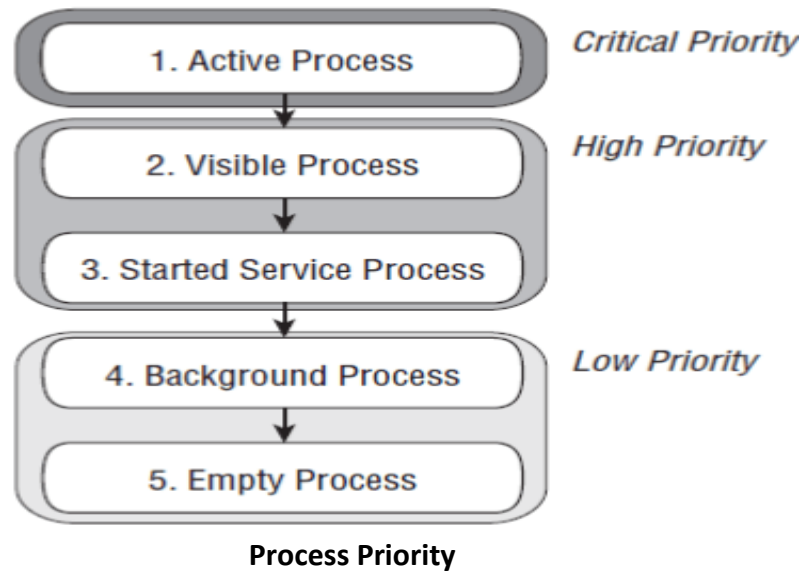 1. Active Process
Critical Priority
2. Visible Process
High Priority
3. Started Service Process
4. Background Process
Low Priority
5. Empty Process
Process Priority